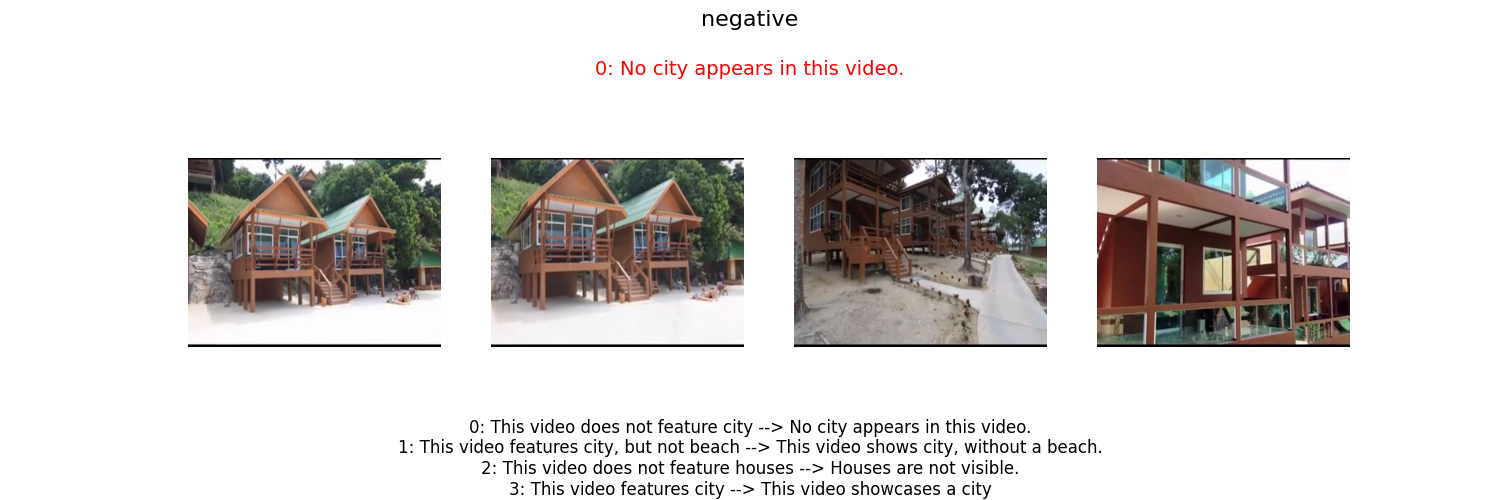 negative
0: No city appears in this video.
0: This video does not feature city --> No city appears in this video.
1: This video features city, but not beach --> This video shows city, without a beach.
2: This video does not feature houses --> Houses are not visible.
3: This video features city --> This video showcases a city